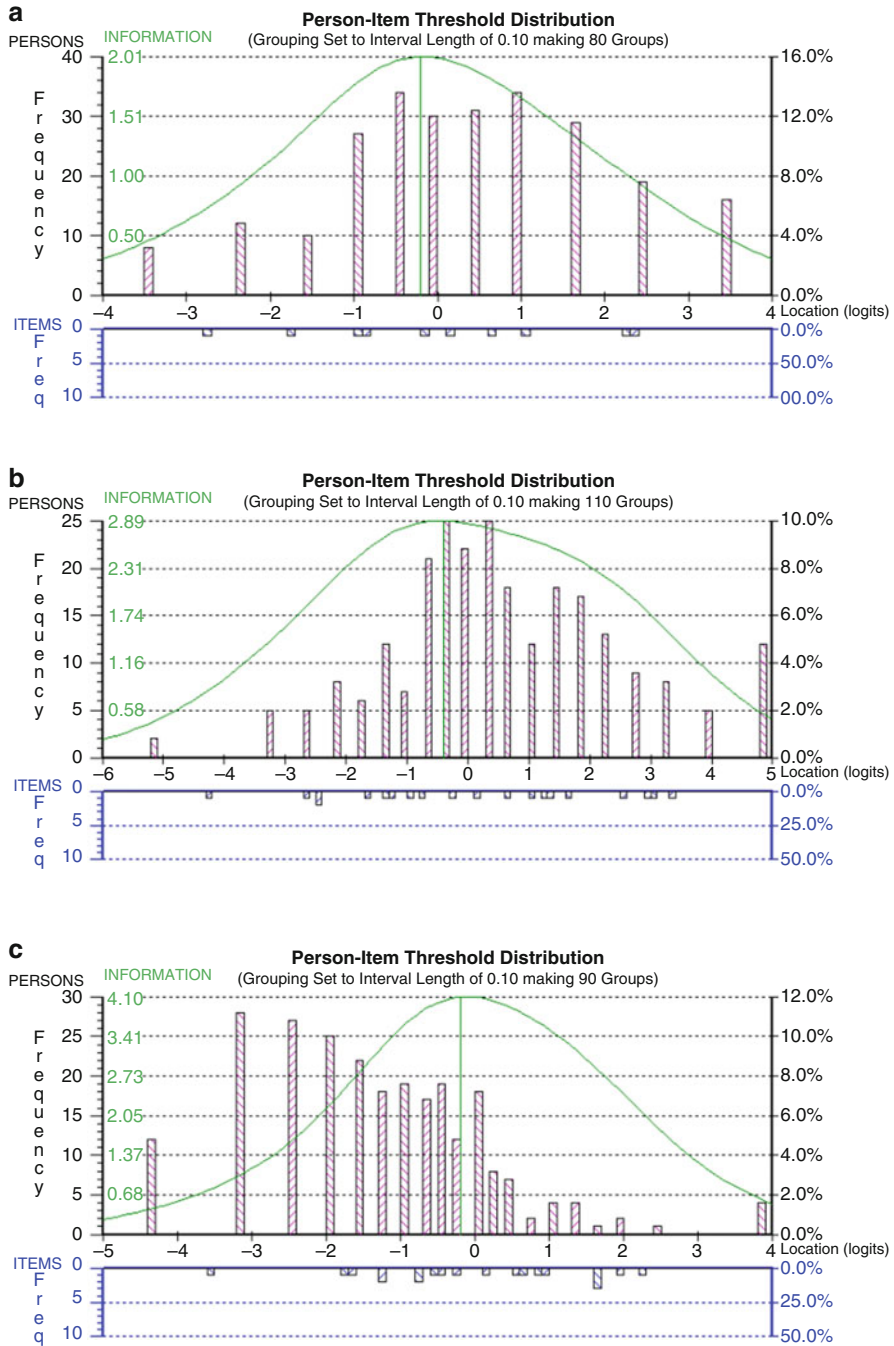 a
Person-Item Threshold Distribution
PERSONS INFORMATION (Grouping Set to Interval Length of 0.10 making 80 Groups)
40 2.01 16.0%
30 1.51 12.0%
20 1.00 8.0%
10 0.50 4.0%
0 0.0%
Frequency
–4 –3 –2 –1 0 1 2 3 4 Location (logits)
ITEMS 0 0.0%
5 50.0%
10 00.0%
Freq
b
Person-Item Threshold Distribution
PERSONS INFORMATION (Grouping Set to Interval Length of 0.10 making 110 Groups)
25 2.89 10.0%
20 2.31 8.0%
15 1.74 6.0%
10 1.16 4.0%
5 0.58 2.0%
0 0.0%
Frequency
–6 –5 –4 –3 –2 –1 0 1 2 3 4 5 Location (logits)
ITEMS 0 0.0%
5 25.0%
10 50.0%
Freq
c
Person-Item Threshold Distribution
PERSONS INFORMATION (Grouping Set to Interval Length of 0.10 making 90 Groups)
30 4.10 12.0%
25 3.41 10.0%
20 2.73 8.0%
15 2.05 6.0%
10 1.37 4.0%
5 0.68 2.0%
0 0.0%
Frequency
–5 –4 –3 –2 –1 0 1 2 3 4 Location (logits)
ITEMS 0 0.0%
5 25.0%
10 50.0%
Freq